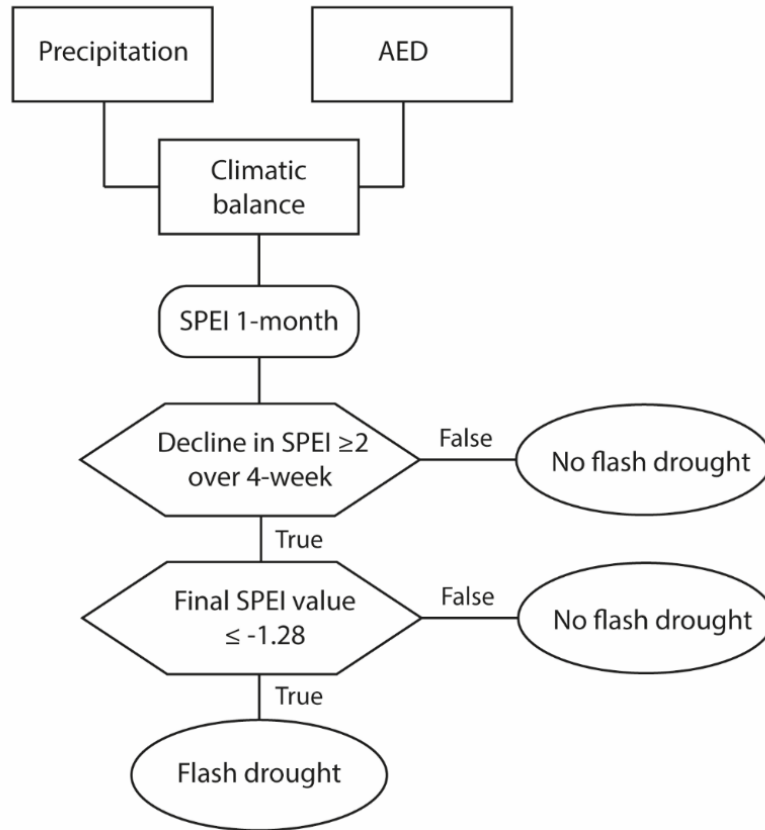 Precipitation
AED
Climatic
balance
SPEI 1-month
Decline in SPEI ≥2
over 4-week
False
No flash drought
True
Final SPEI value
≤ -1.28
False
No flash drought
True
Flash drought